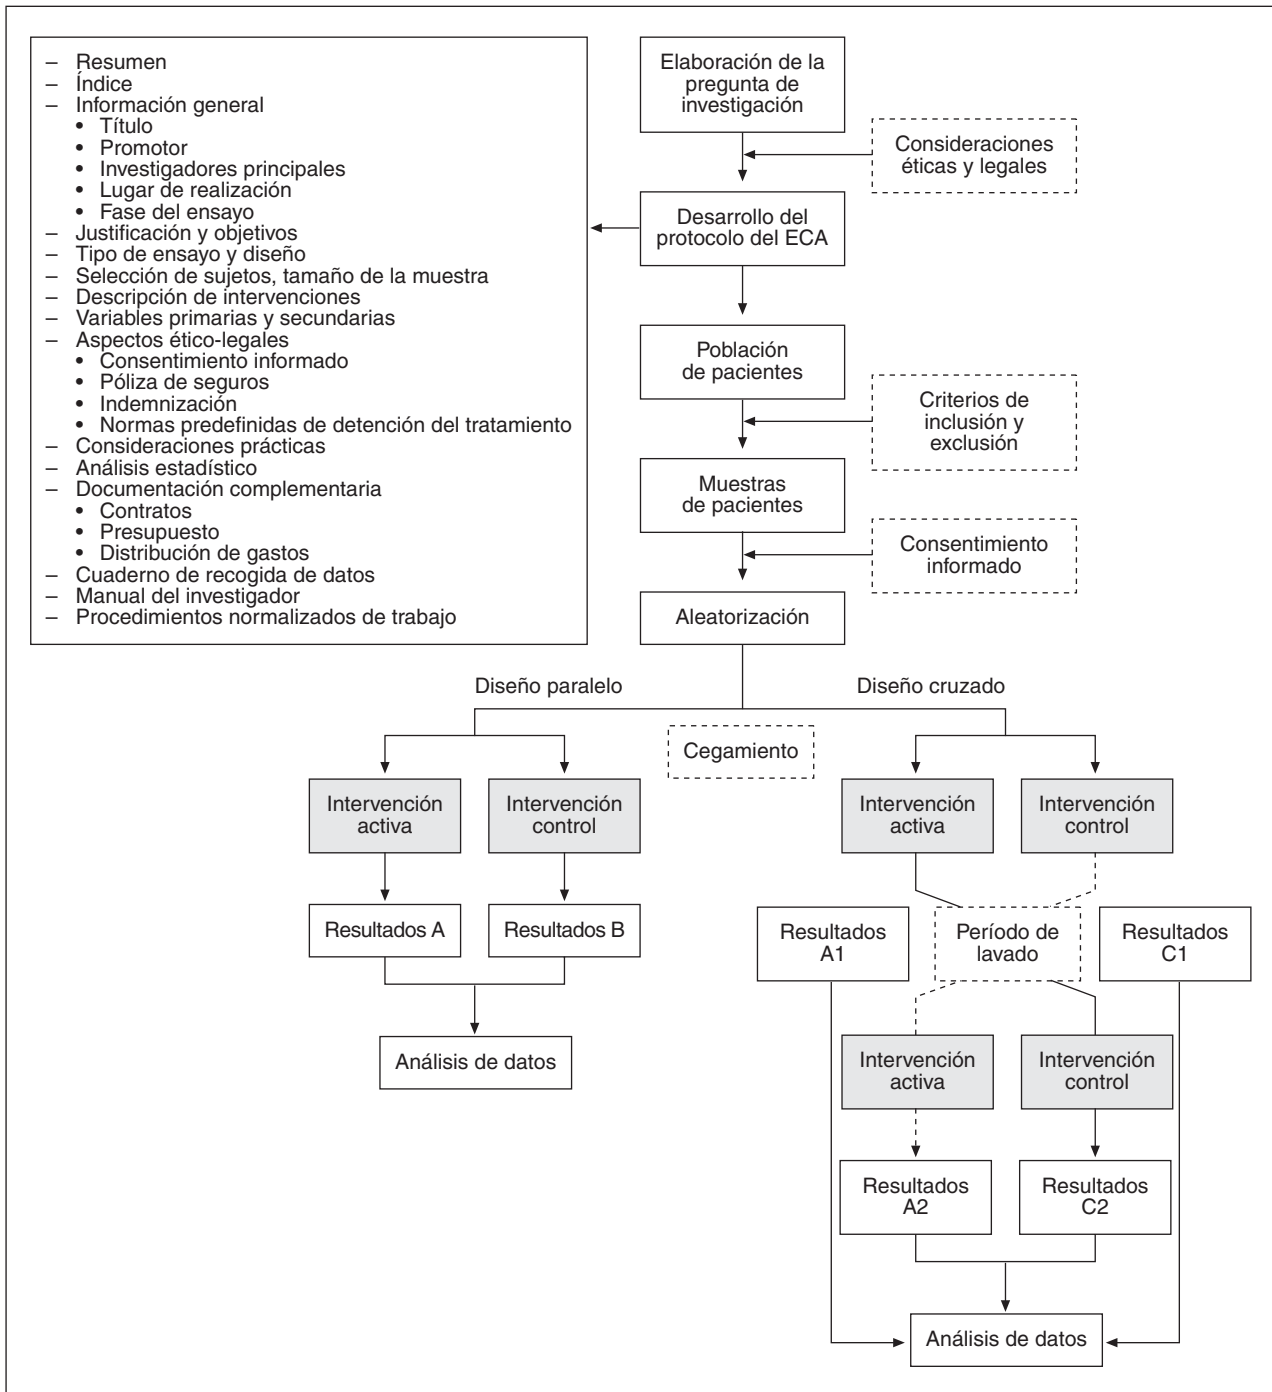 – Resumen
– Índice
– Información general
• Título
• Promotor
• Investigadores principales
• Lugar de realización
• Fase del ensayo
– Justificación y objetivos
– Tipo de ensayo y diseño
– Selección de sujetos, tamaño de la muestra
– Descripción de intervenciones
– Variables primarias y secundarias
– Aspectos ético-legales
• Consentimiento informado
• Póliza de seguros
• Indemnización
• Normas predefinidas de detención del tratamiento
– Consideraciones prácticas
– Análisis estadístico
– Documentación complementaria
• Contratos
• Presupuesto
• Distribución de gastos
– Cuaderno de recogida de datos
– Manual del investigador
– Procedimientos normalizados de trabajo
Elaboración de la
pregunta de
investigación
Consideraciones
éticas y legales
Desarrollo del
protocolo del ECA
Población
de pacientes
Criterios de
inclusión y
exclusión
Muestras
de pacientes
Consentimiento
informado
Aleatorización
Diseño paralelo
Diseño cruzado
Cegamiento
Intervención
activa
Intervención
control
Intervención
activa
Intervención
control
Resultados A
Resultados B
Resultados
A1
Período de
lavado
Resultados
C1
Análisis de datos
Intervención
activa
Intervención
control
Resultados
A2
Resultados
C2
Análisis de datos